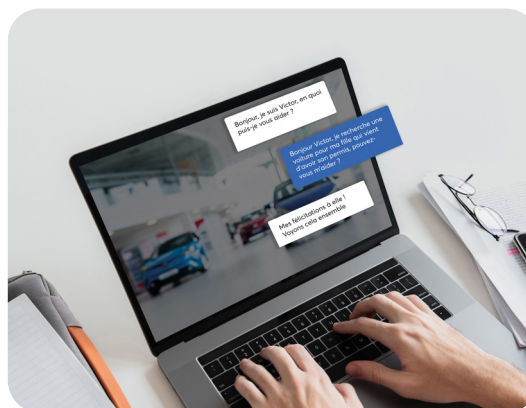 Bonjour, je suis Victor, en quoi
puis-je vous aider ?
Bonjour Victor, je recherche une
voiture pour ma fille qui vient
d'avoir son permis, pouvez-
vous m'aider ?
Mes félicitations à elle !
Voyons cela ensemble